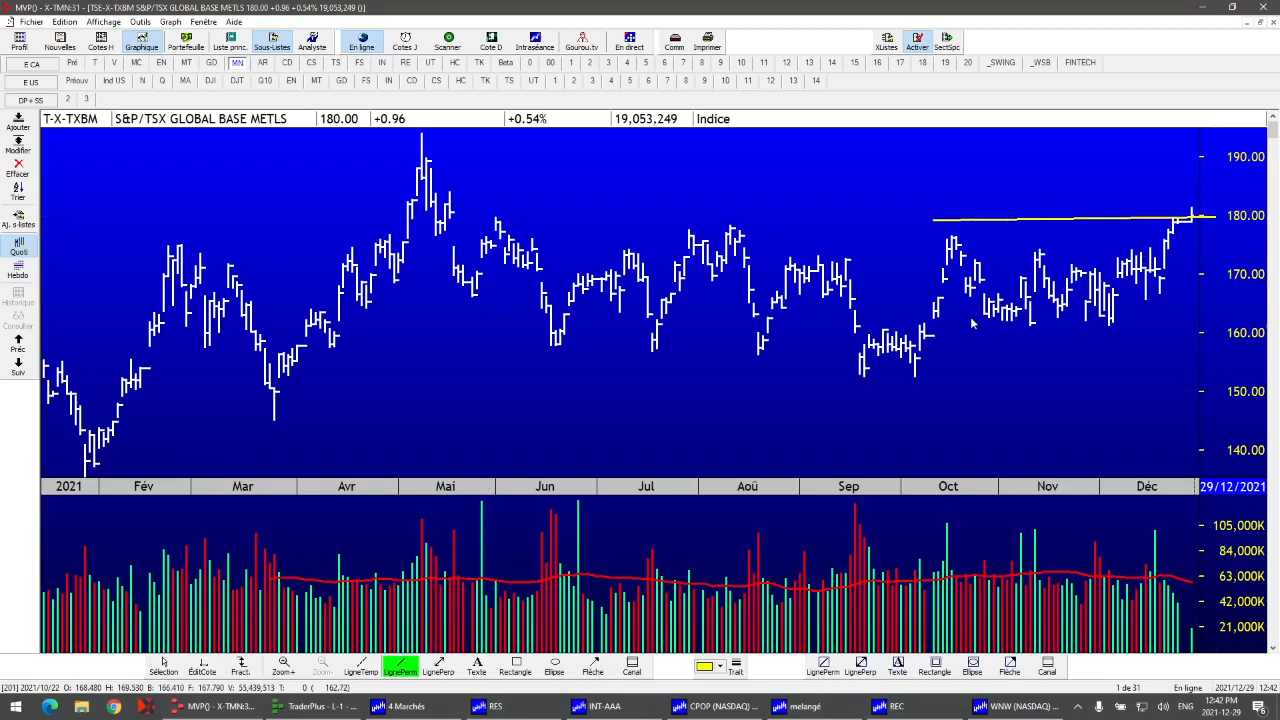 MVP() - X-TMN:31 - [TSE-X-TXBM S&P/TSX GLOBAL BASE METLS 180.00 +0.96 +0.54% 19,053,249 ()]
Fichier Edition Affichage Outils Graph Fenêtre Aide
Profil Nouvelles Cotes H Graphique Portefeuille Liste princ. Sous-Listes Analyste En ligne Cotes J Scanner Cote D Intraséance Gourou.tv En direct Comm Imprimer XListes Activer SectSpc
E CA Pré T V MC EN MT GD MN AR CD CS TS FS IN RE UT HC TK Beta 0 00 1 2 3 4 5 6 7 8 9 10 11 12 13 14 15 16 17 18 19 20 _SWING _WSB FINTECH
E US Préouv Ind US N Q MA DJI DJT Q10 EN MT GD FS IN CD CS HC TK TS UT 1 2 3 4 5 6 7 8 9 10 11 12 13 14
DP+SS 2 3
T-X-TXBM S&P/TSX GLOBAL BASE METLS 180.00 +0.96 +0.54% 19,053,249 Indice
Ajouter
Modifier
Effacer
Trier
Aj. s-listes
Quoti
Hebdo
Historique
Consulter
Préc
Suiv
190.00
180.00
170.00
160.00
150.00
140.00
2021 Fév Mar Avr Mai Jun Jul Aoû Sep Oct Nov Déc 29/12/2021
105,000K
84,000K
63,000K
42,000K
21,000K
Sélection ÉditCote Fract. Zoom+ Zoom- LigneTemp LignePerm LignePerp Texte Rectangle Ellipse Flèche Canal Trait LignePerm LignePerp Texte Rectangle Ellipse Flèche Canal
[201] 2021/10/22 O: 168.480 H: 169.530 B: 166.410 F: 167.790 V: 55,439,513 T: 0 ( 162.72) 1 de 31 En ligne 2021/12/29 12:42
MVP() - X-TMN:3... TraderPlus - L-1 - ... 4 Marchés RES INT-AAA CPOP (NASDAQ) ... melangé REC WNW (NASDAQ) ... ENG 12:42 PM
2021-12-29 6